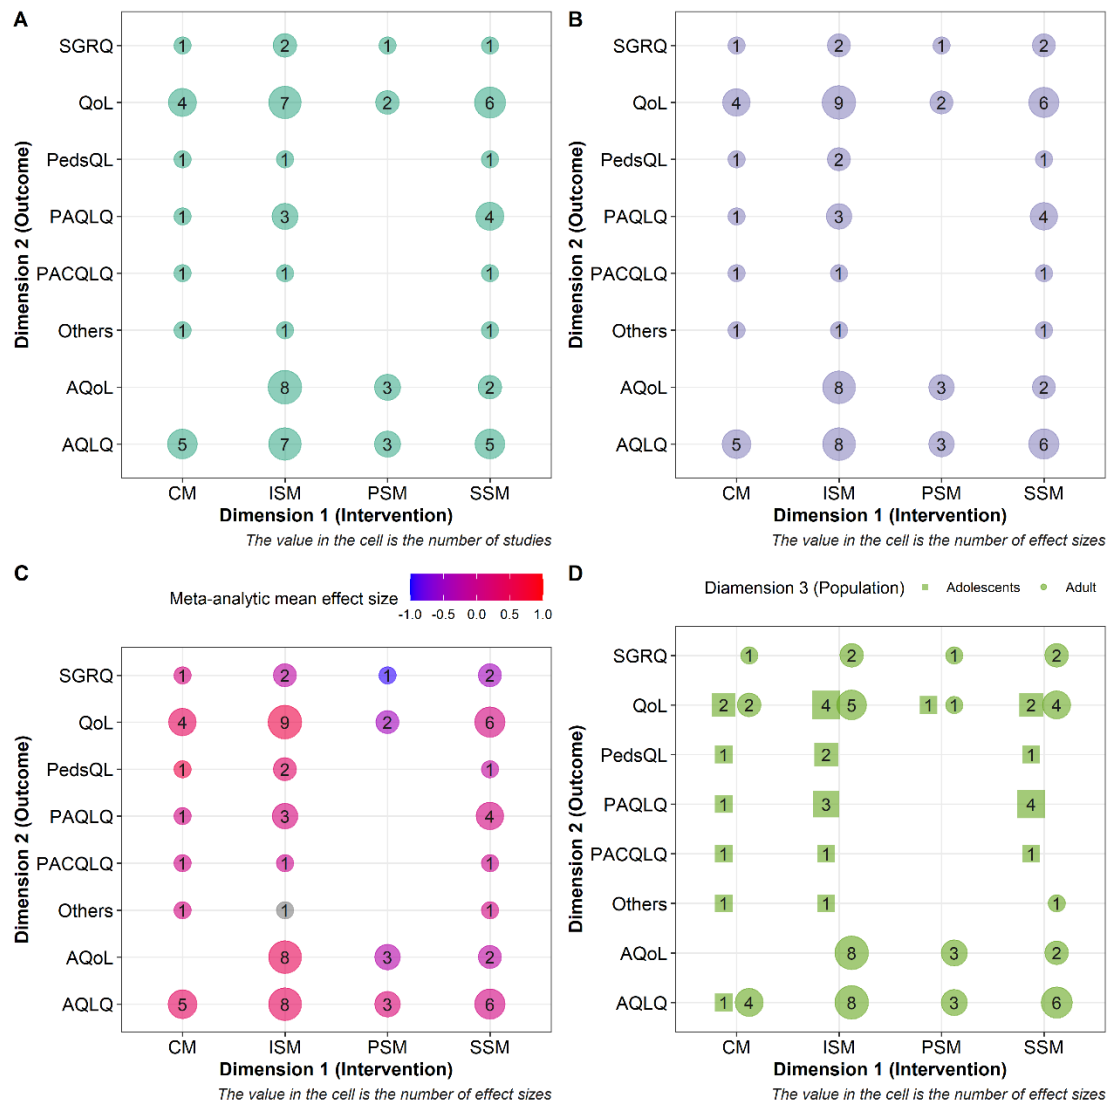 A
SGRQ 1 2 1 1
QoL 4 7 2 6
PedsQL 1 1 1
PAQLQ 1 3 4
PACQLQ 1 1 1
Others 1 1 1
AQoL 8 3 2
AQLQ 5 7 3 5
Dimension 2 (Outcome)
CM ISM PSM SSM
Dimension 1 (Intervention)
The value in the cell is the number of studies
B
SGRQ 1 2 1 2
QoL 4 9 2 6
PedsQL 1 2 1
PAQLQ 1 3 4
PACQLQ 1 1 1
Others 1 1 1
AQoL 8 3 2
AQLQ 5 8 3 6
Dimension 2 (Outcome)
CM ISM PSM SSM
Dimension 1 (Intervention)
The value in the cell is the number of effect sizes
C
Meta-analytic mean effect size
-1.0 -0.5 0.0 0.5 1.0
SGRQ 1 2 1 2
QoL 4 9 2 6
PedsQL 1 2 1
PAQLQ 1 3 4
PACQLQ 1 1 1
Others 1 1 1
AQoL 8 3 2
AQLQ 5 8 3 6
Dimension 2 (Outcome)
CM ISM PSM SSM
Dimension 1 (Intervention)
The value in the cell is the number of effect sizes
D
Diamension 3 (Population) Adolescents Adult
SGRQ 1 2 1 2
QoL 2 2 4 5 1 1 2 4
PedsQL 1 2 1
PAQLQ 1 3 4
PACQLQ 1 1 1
Others 1 1 1
AQoL 8 3 2
AQLQ 1 4 8 3 6
Dimension 2 (Outcome)
CM ISM PSM SSM
Dimension 1 (Intervention)
The value in the cell is the number of effect sizes